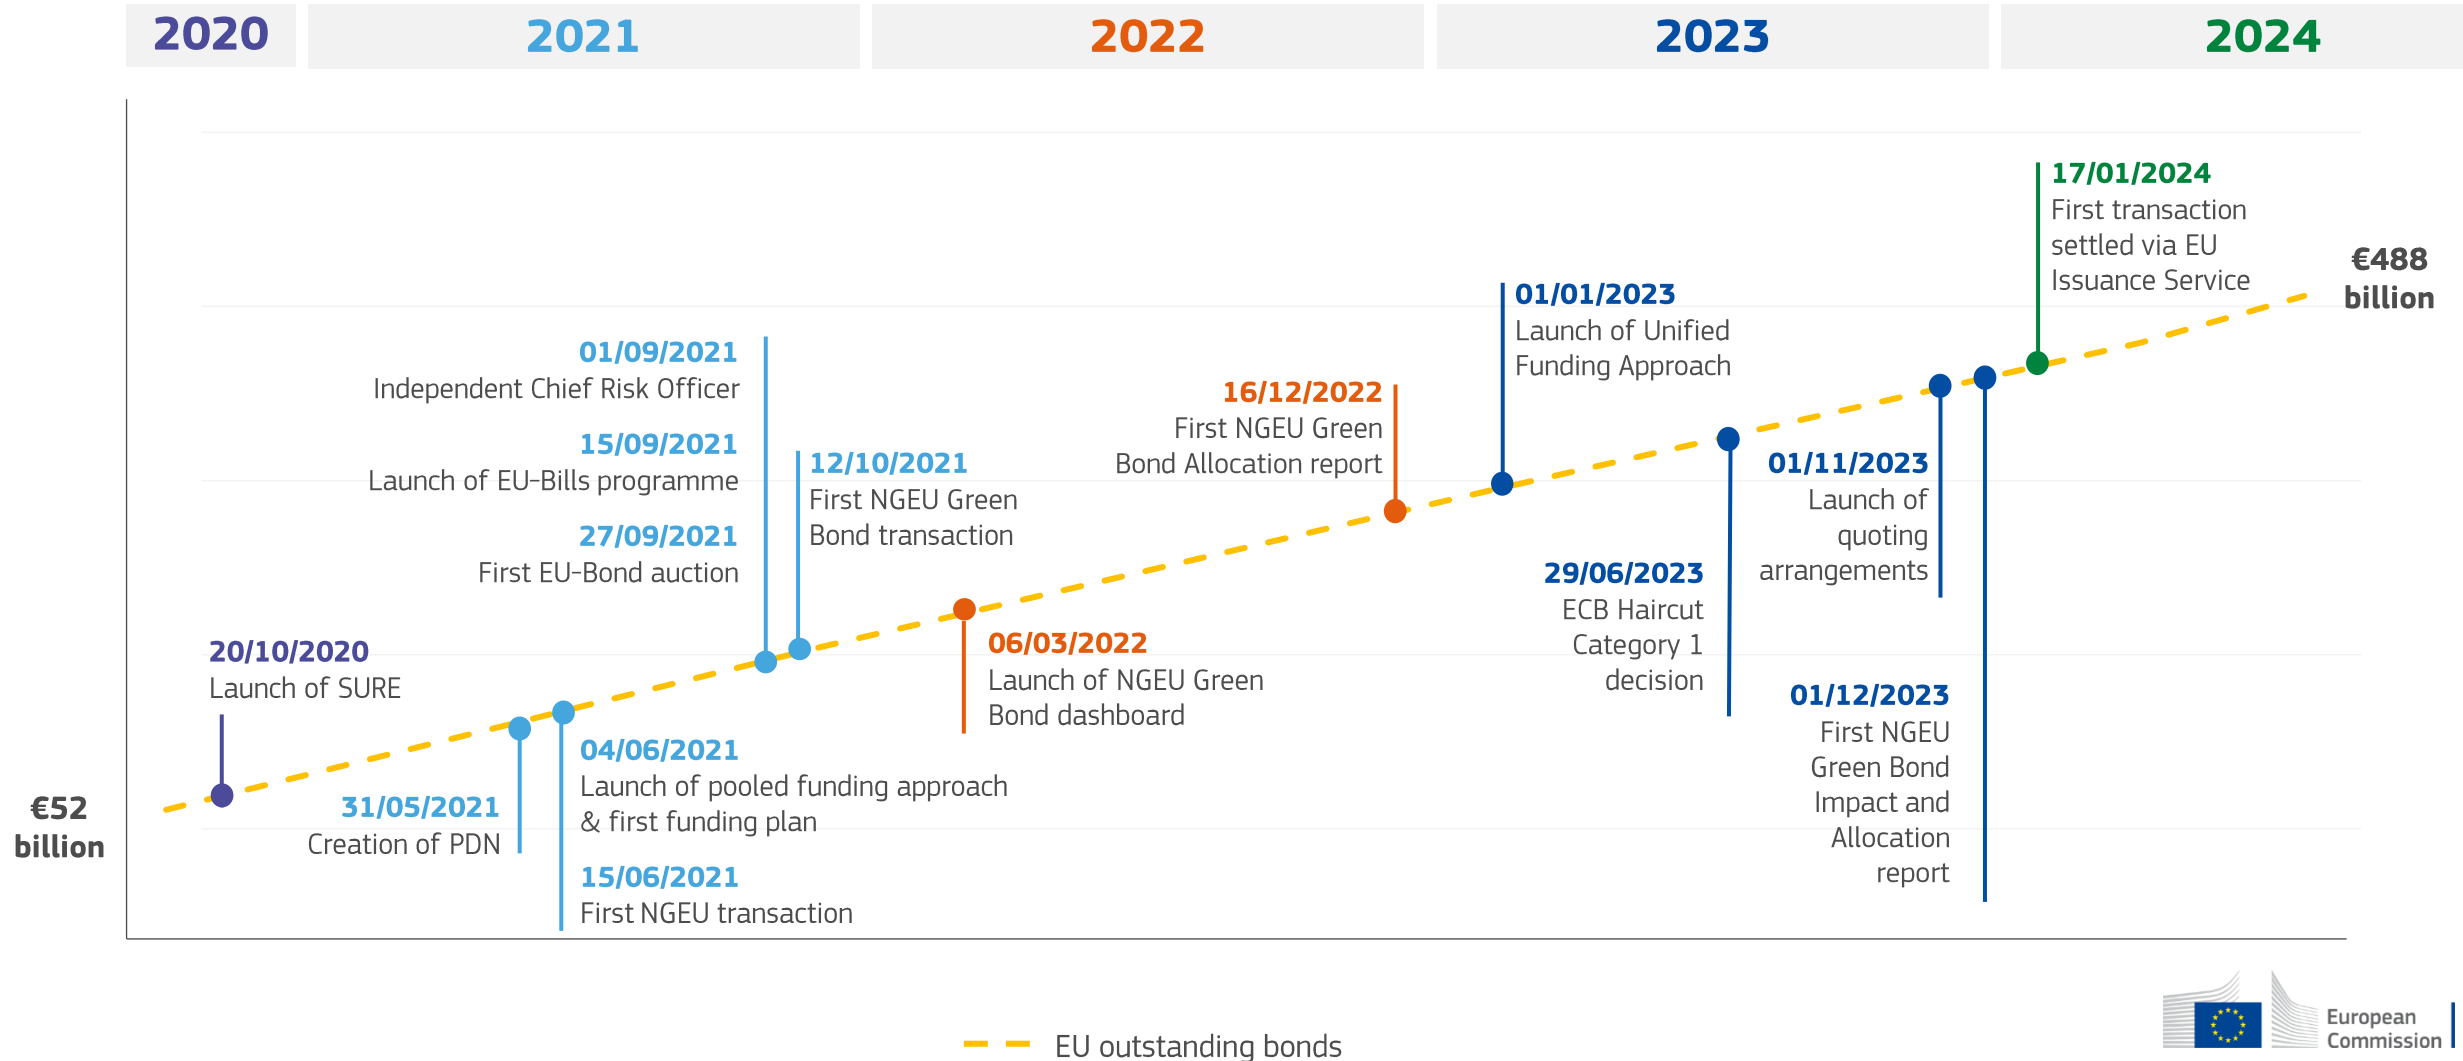 2020
2021
2022
2023
2024
17/01/2024
First transaction
settled via EU
Issuance Service
€488
billion
01/01/2023
Launch of Unified
Funding Approach
01/09/2021
Independent Chief Risk Officer
15/09/2021
Launch of EU-Bills programme
27/09/2021
First EU-Bond auction
12/10/2021
First NGEU Green
Bond transaction
16/12/2022
First NGEU Green
Bond Allocation report
01/11/2023
Launch of
quoting
arrangements
29/06/2023
ECB Haircut
Category 1
decision
20/10/2020
Launch of SURE
06/03/2022
Launch of NGEU Green
Bond dashboard
01/12/2023
First NGEU
Green Bond
Impact and
Allocation
report
04/06/2021
Launch of pooled funding approach
& first funding plan
31/05/2021
Creation of PDN
€52
billion
15/06/2021
First NGEU transaction
EU outstanding bonds
European
Commission